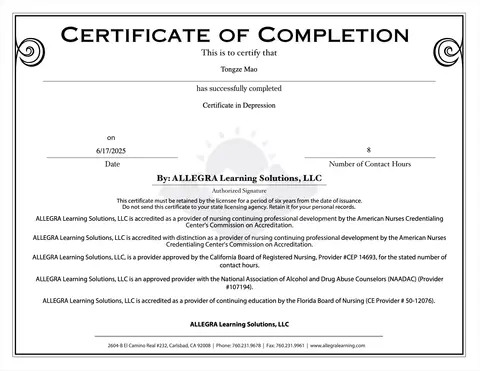 CERTIFICATE OF COMPLETION
This is to certify that
Tongze Mao
has successfully completed
Certificate in Depression
on
6/17/2025
8
Date
Number of Contact Hours
By: ALLEGRA Learning Solutions, LLC
Authorized Signature
This certificate must be retained by the licensee for a period of six years from the date of issuance.
Do not send this certificate to your state licensing agency. Retain it for your personal records.
ALLEGRA Learning Solutions, LLC is accredited as a provider of nursing continuing professional development by the American Nurses Credentialing
Center's Commission on Accreditation.
ALLEGRA Learning Solutions, LLC is accredited with distinction as a provider of nursing continuing professional development by the American Nurses
Credentialing Center's Commission on Accreditation.
ALLEGRA Learning Solutions, LLC, is a provider approved by the California Board of Registered Nursing, Provider #CEP 14693, for the stated number of
contact hours.
ALLEGRA Learning Solutions, LLC is an approved provider with the National Association of Alcohol and Drug Abuse Counselors (NAADAC) (Provider
#107194).
ALLEGRA Learning Solutions, LLC is accredited as a provider of continuing education by the Florida Board of Nursing (CE Provider # 50-12076).
ALLEGRA Learning Solutions, LLC
2604-B El Camino Real #232, Carlsbad, CA 92008 | Phone: 760.231.9678 | Fax: 760.231.9961 | www.allegralearning.com